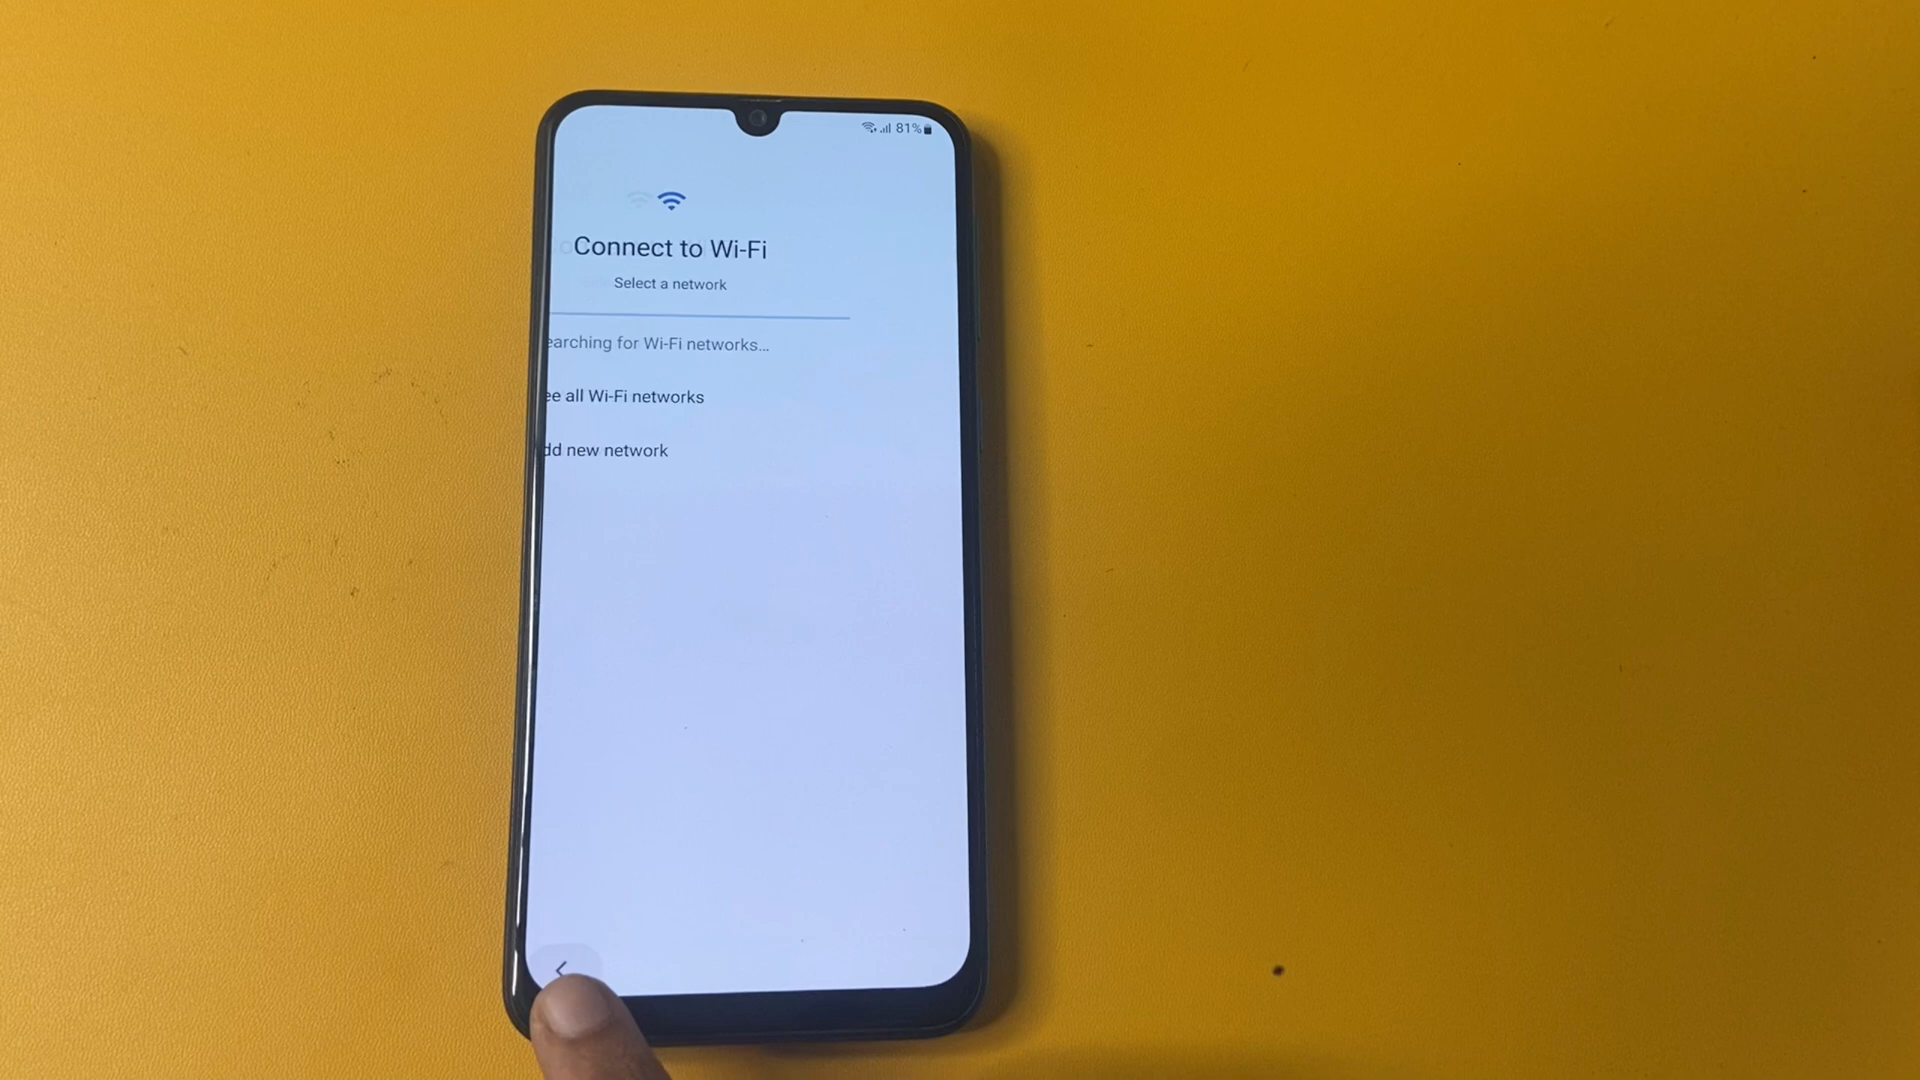 81%
Connect to Wi-Fi
Select a network
earching for Wi-Fi networks...
ee all Wi-Fi networks
dd new network